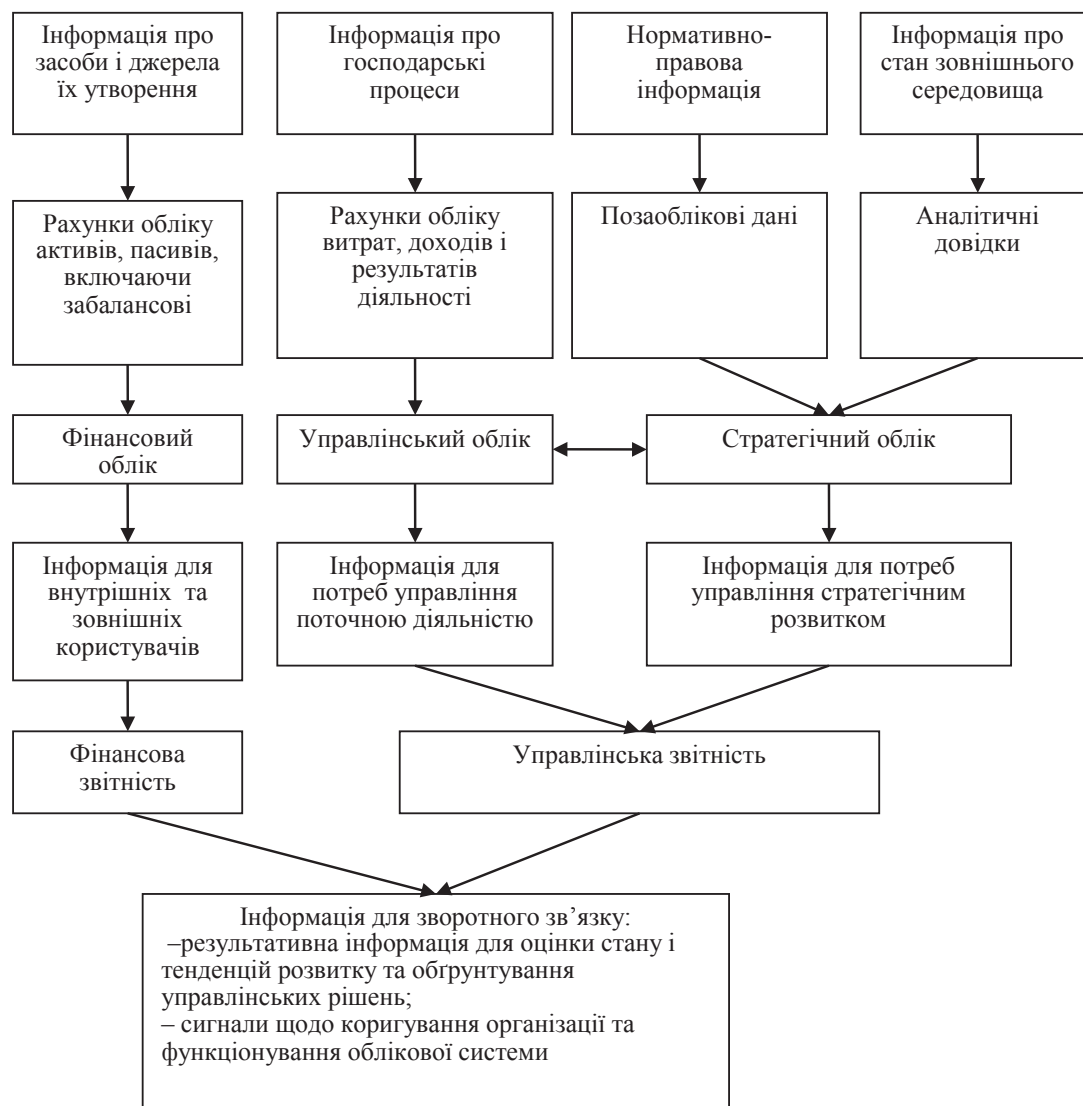 Інформація про
засоби і джерела
їх утворення
Інформація про
господарські
процеси
Нормативно-
правова
інформація
Інформація про
стан зовнішнього
середовища
Рахунки обліку
активів, пасивів,
включаючи
забалансові
Рахунки обліку
витрат, доходів і
результатів
діяльності
Позаоблікові дані
Аналітичні
довідки
Фінансовий
облік
Управлінський облік
Стратегічний облік
Інформація для
внутрішніх та
зовнішніх
користувачів
Інформація для
потреб управління
поточною діяльністю
Інформація для потреб
управління стратегічним
розвитком
Фінансова
звітність
Управлінська звітність
Інформація для зворотного зв’язку:
–результативна інформація для оцінки стану і
тенденцій розвитку та обґрунтування
управлінських рішень;
– сигнали щодо коригування організації та
функціонування облікової системи